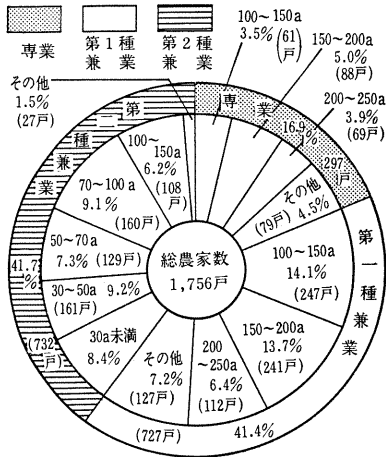 専業
第1種
兼業
第2種
兼業
100～150a
3.5%
(61戸)
150～200a
5.0%
(88戸)
200～250a
3.9%
(69戸)
その他
4.5%
(79戸)
専業
16.9%
(297戸)
第一種兼業
100～150a
14.1%
(247戸)
150～200a
13.7%
(241戸)
200～250a
6.4%
(112戸)
その他
7.2%
(127戸)
(727戸)
41.4%
第二種兼業
30a未満
8.4%
30～50a
9.2%
(161戸)
50～70a
7.3%
(129戸)
70～100a
9.1%
(160戸)
100～150a
6.2%
(108戸)
その他
1.5%
(27戸)
41.7%
(732戸)
総農家数
1,756戸